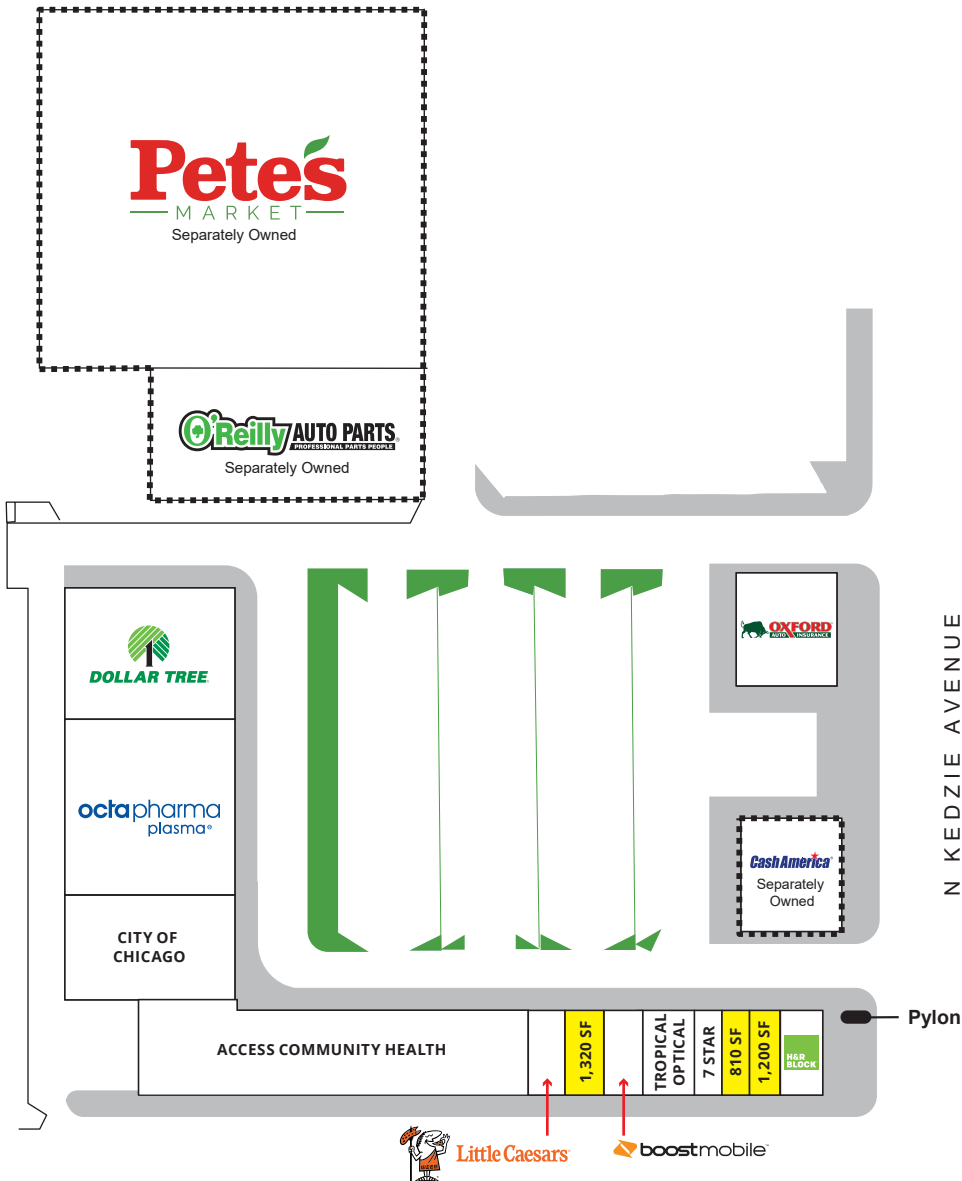 Pete's
MARKET
Separately Owned
O'Reilly AUTO PARTS®
PROFESSIONAL PARTS PEOPLE
Separately Owned
DOLLAR TREE
OXFORD
AUTO INSURANCE
N KEDZIE AVENUE
octapharma
plasma®
CashAmerica
Separately
Owned
CITY OF
CHICAGO
Pylon
ACCESS COMMUNITY HEALTH
1,320 SF
TROPICAL
OPTICAL
7 STAR
810 SF
1,200 SF
H&R
BLOCK
Little Caesars
boostmobile™